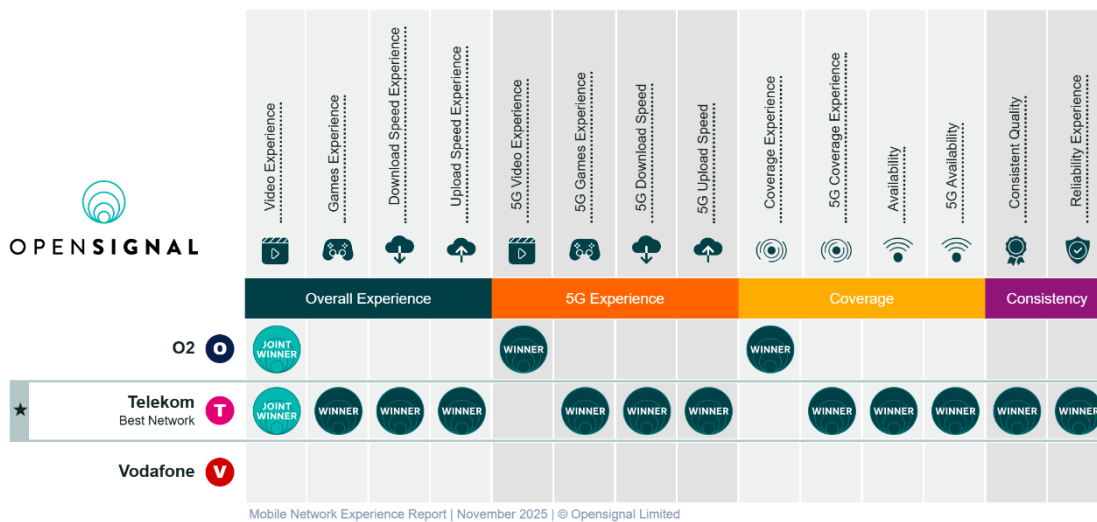 Video Experience
Games Experience
Download Speed Experience
Upload Speed Experience
5G Video Experience
5G Games Experience
5G Download Speed
5G Upload Speed
Coverage Experience
5G Coverage Experience
Availability
5G Availability
Consistent Quality
Reliability Experience
OPENSIGNAL
Overall Experience
5G Experience
Coverage
Consistency
O2
O
JOINT
WINNER
WINNER
WINNER
Telekom
Best Network
T
JOINT
WINNER
WINNER
WINNER
WINNER
WINNER
WINNER
WINNER
WINNER
WINNER
WINNER
WINNER
WINNER
Vodafone
V
Mobile Network Experience Report | November 2025 | © Opensignal Limited